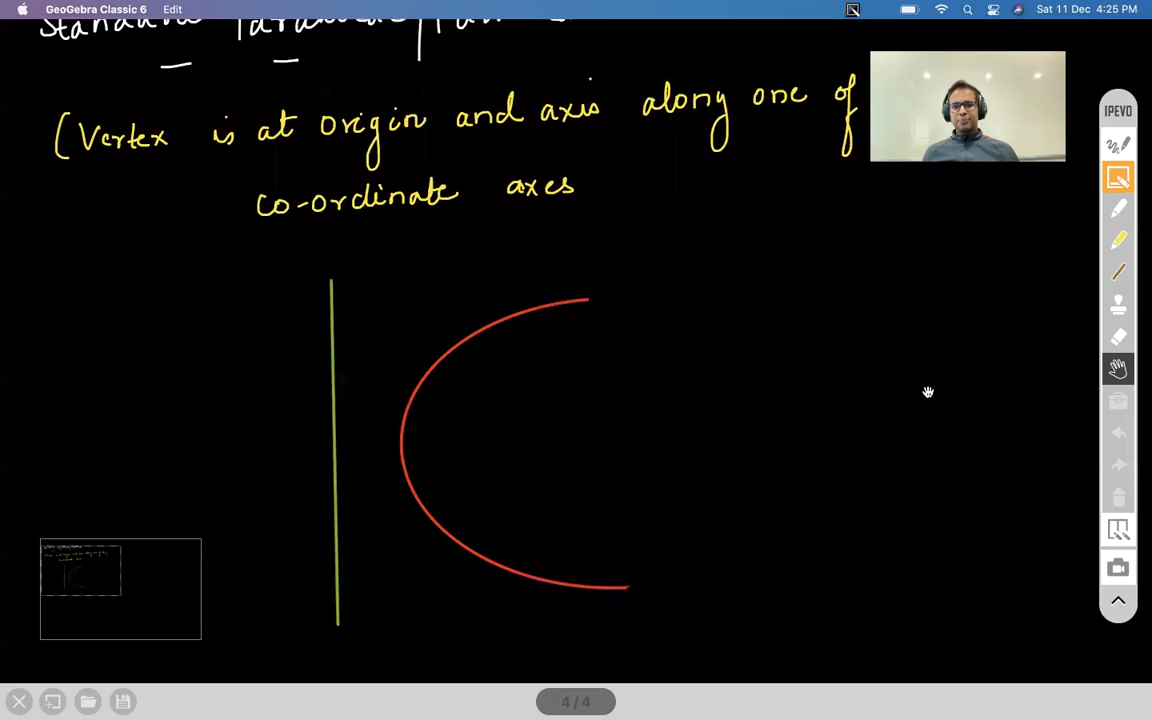 GeoGebra Classic 6 Edit Sat 11 Dec 4:25 PM
Standard
(Vertex is at origin and axis along one of
co-ordinate axes
IPEVO
4/4